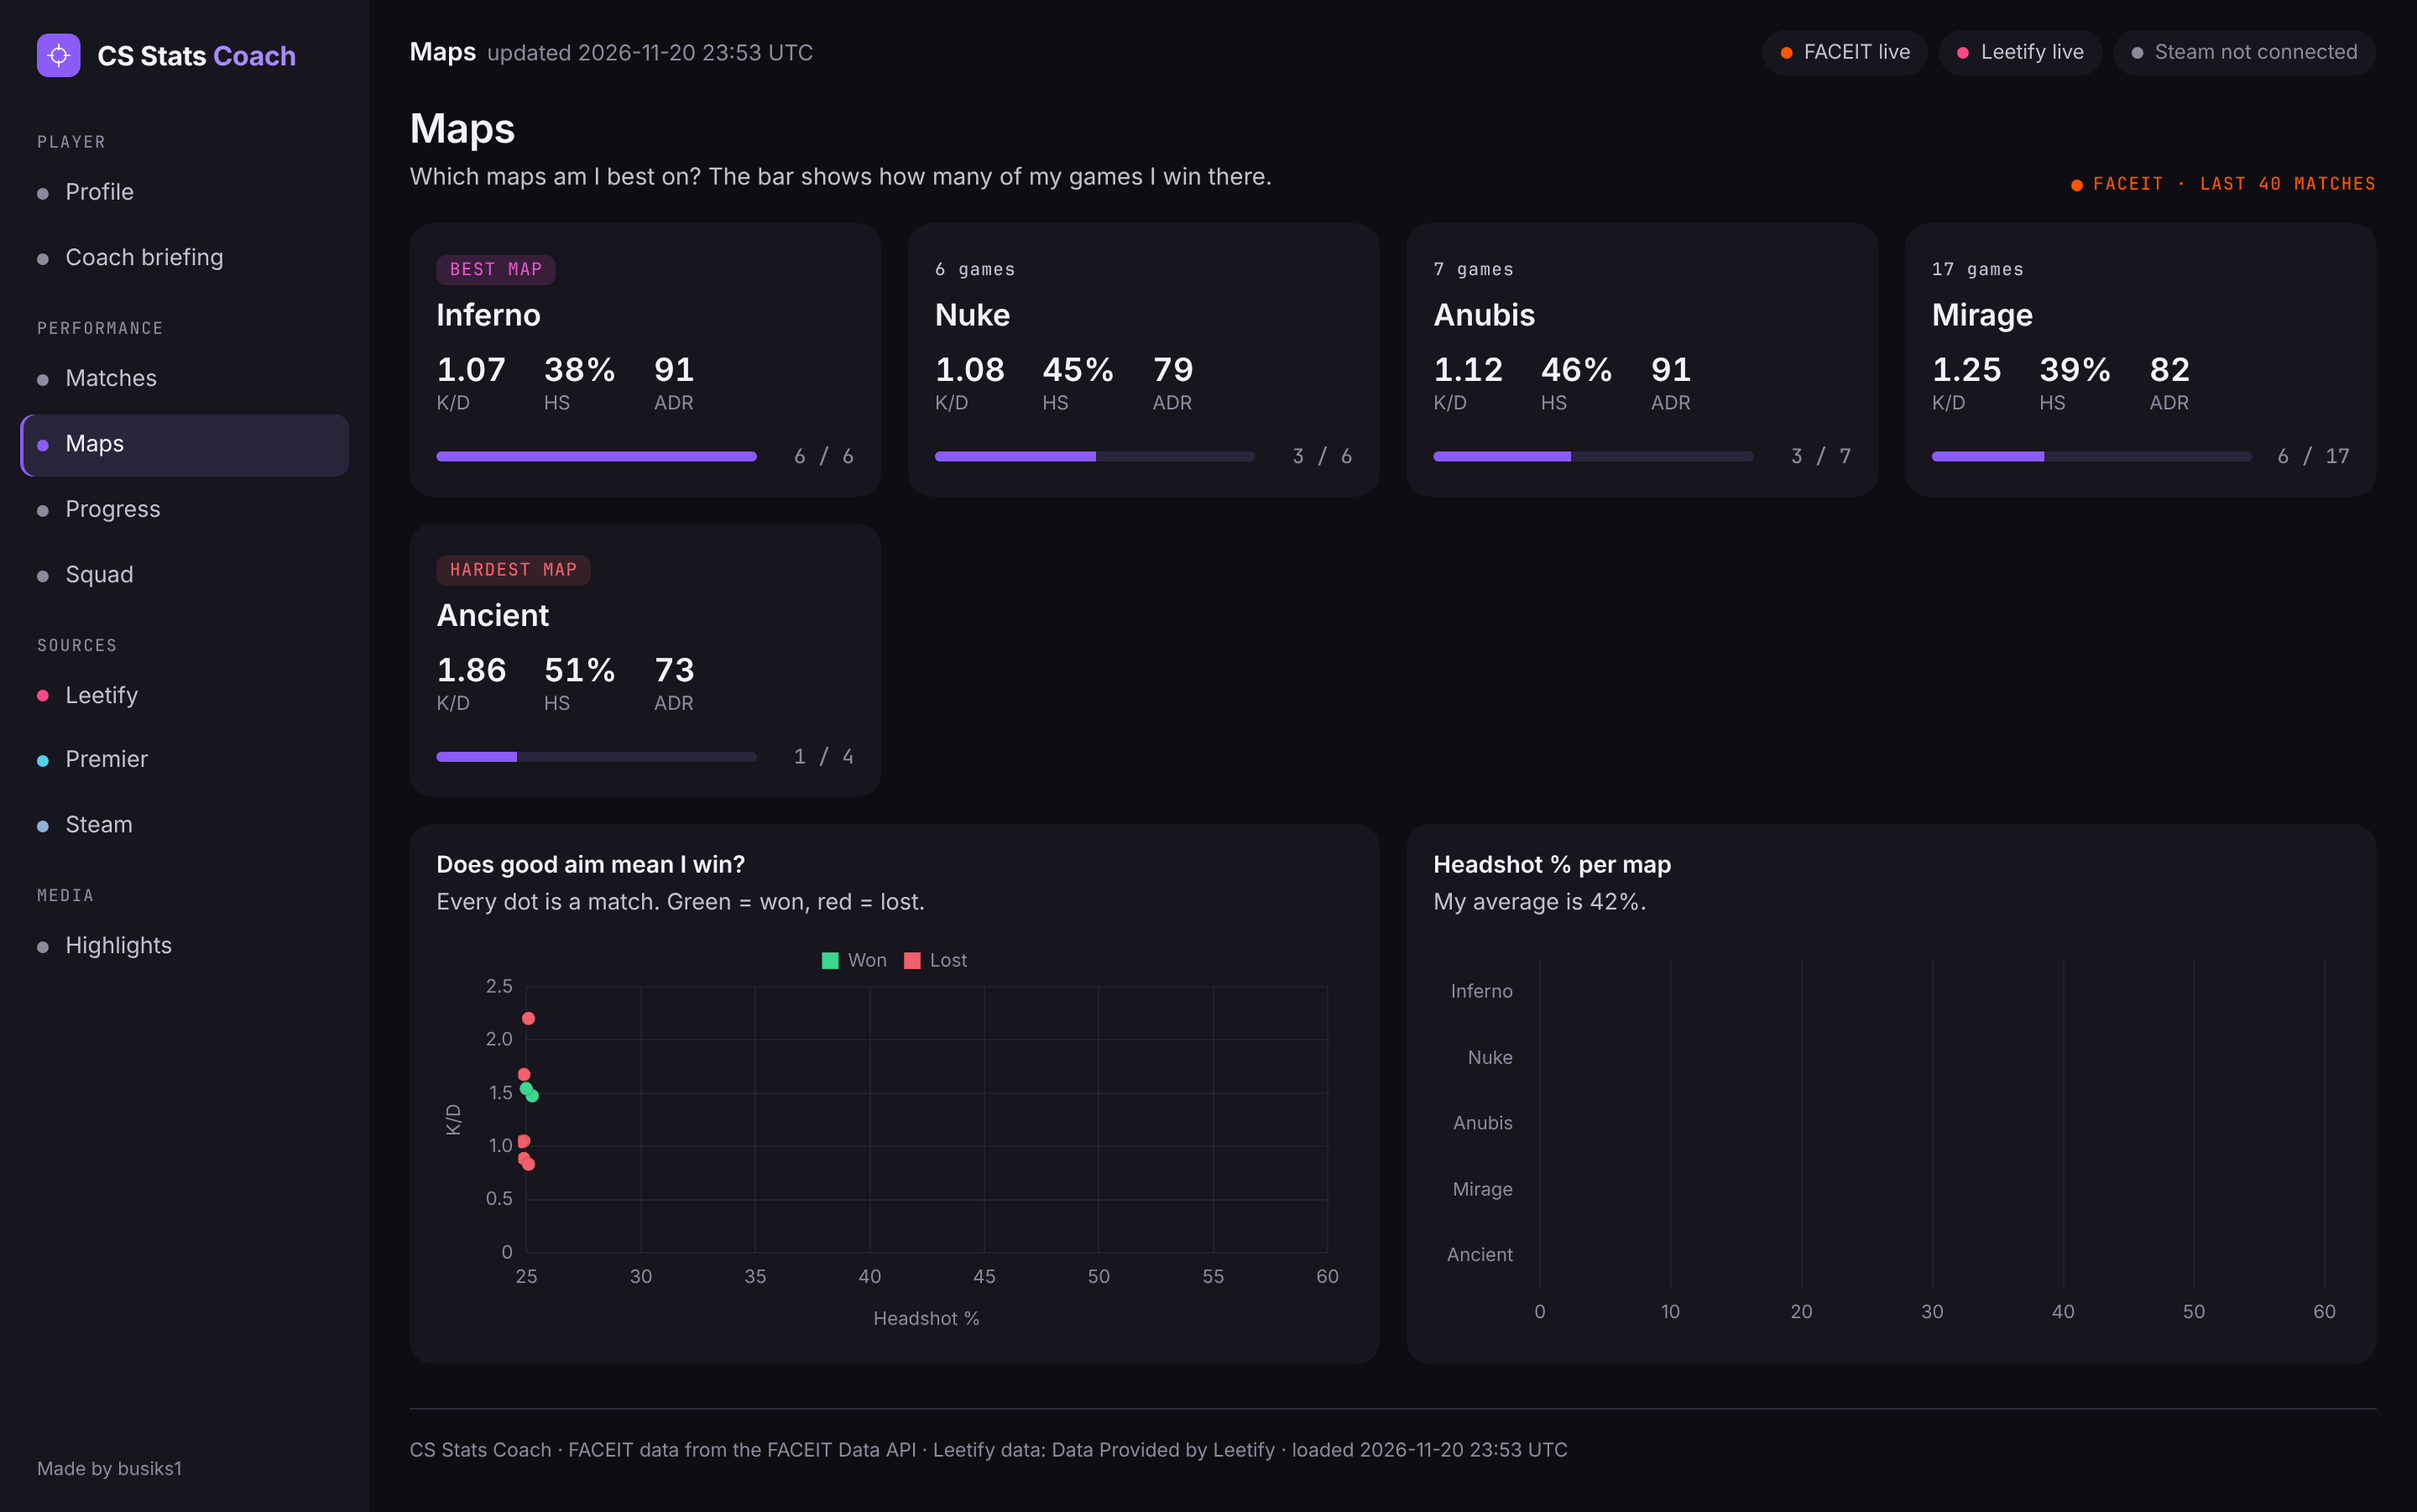 CS Stats Coach
PLAYER
Profile
Coach briefing
PERFORMANCE
Matches
Maps
Progress
Squad
SOURCES
Leetify
Premier
Steam
MEDIA
Highlights
Made by busiks1
Maps updated 2026-11-20 23:53 UTC
FACEIT live
Leetify live
Steam not connected
Maps
Which maps am I best on? The bar shows how many of my games I win there.
FACEIT · LAST 40 MATCHES
BEST MAP
Inferno
1.07 38% 91
K/D HS ADR
6 / 6
6 games
Nuke
1.08 45% 79
K/D HS ADR
3 / 6
7 games
Anubis
1.12 46% 91
K/D HS ADR
3 / 7
17 games
Mirage
1.25 39% 82
K/D HS ADR
6 / 17
HARDEST MAP
Ancient
1.86 51% 73
K/D HS ADR
1 / 4
Does good aim mean I win?
Every dot is a match. Green = won, red = lost.
Won Lost
2.5
2.0
1.5
1.0
0.5
0
K/D
25 30 35 40 45 50 55 60
Headshot %
Headshot % per map
My average is 42%.
Inferno
Nuke
Anubis
Mirage
Ancient
0 10 20 30 40 50 60
CS Stats Coach · FACEIT data from the FACEIT Data API · Leetify data: Data Provided by Leetify · loaded 2026-11-20 23:53 UTC